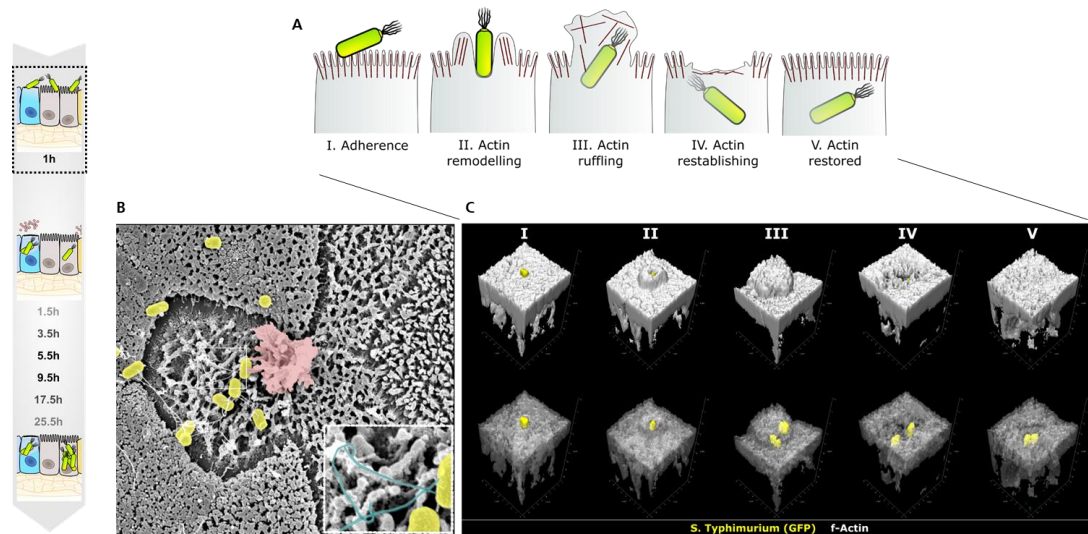 A
I. Adherence
II. Actin
remodelling
III. Actin
ruffling
IV. Actin
restablishing
V. Actin
restored
1h
1.5h
3.5h
5.5h
9.5h
17.5h
25.5h
B
C
I
II
III
IV
V
S. Typhimurium (GFP) f-Actin